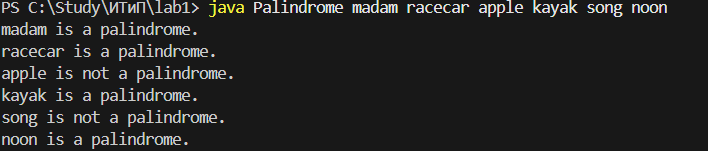 PS C:\Study\ИТиП\lab1> java Palindrome madam racecar apple kayak song noon
madam is a palindrome.
racecar is a palindrome.
apple is not a palindrome.
kayak is a palindrome.
song is not a palindrome.
noon is a palindrome.